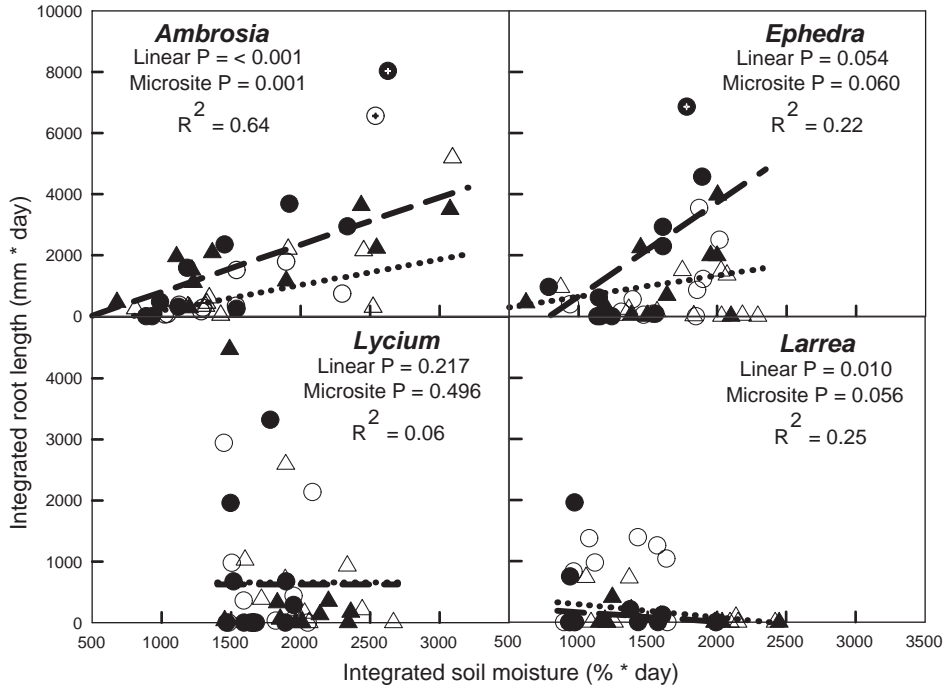 10000
8000
6000
4000
2000
0
Ambrosia
Linear P = < 0.001
Microsite P = 0.001
R2 = 0.64
Ephedra
Linear P = 0.054
Microsite P = 0.060
R2 = 0.22
Integrated root length (mm * day)
4000
3000
2000
1000
0
Lycium
Linear P = 0.217
Microsite P = 0.496
R2 = 0.06
Larrea
Linear P = 0.010
Microsite P = 0.056
R2 = 0.25
500 1000 1500 2000 2500 3000 500 1000 1500 2000 2500 3000 3500
Integrated soil moisture (% * day)